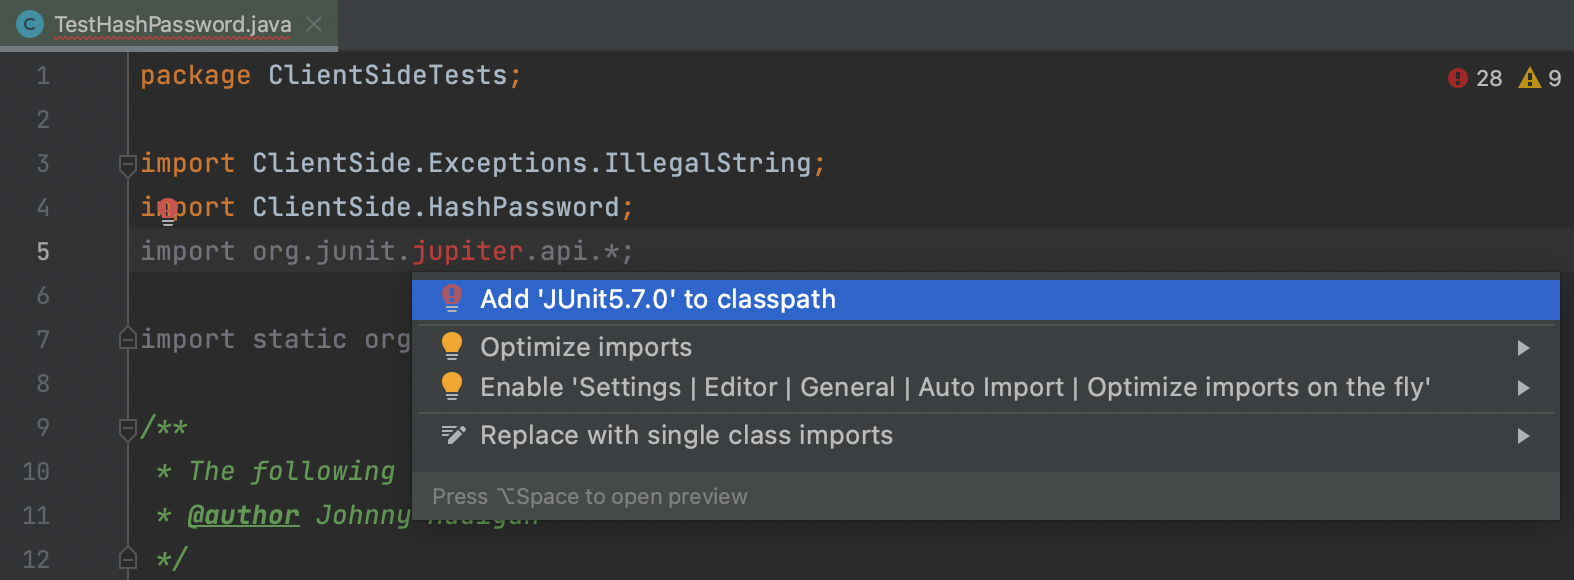 TestHashPassword.java
28 9
1 package ClientSideTests;
2
3 import ClientSide.Exceptions.IllegalString;
4 import ClientSide.HashPassword;
5 import org.junit.jupiter.api.*;
6
7 import static org
8
9 /**
10 * The following
11 * @author Johnny
12 */
Add 'JUnit5.7.0' to classpath
Optimize imports
Enable 'Settings | Editor | General | Auto Import | Optimize imports on the fly'
Replace with single class imports
Press ⌥Space to open preview